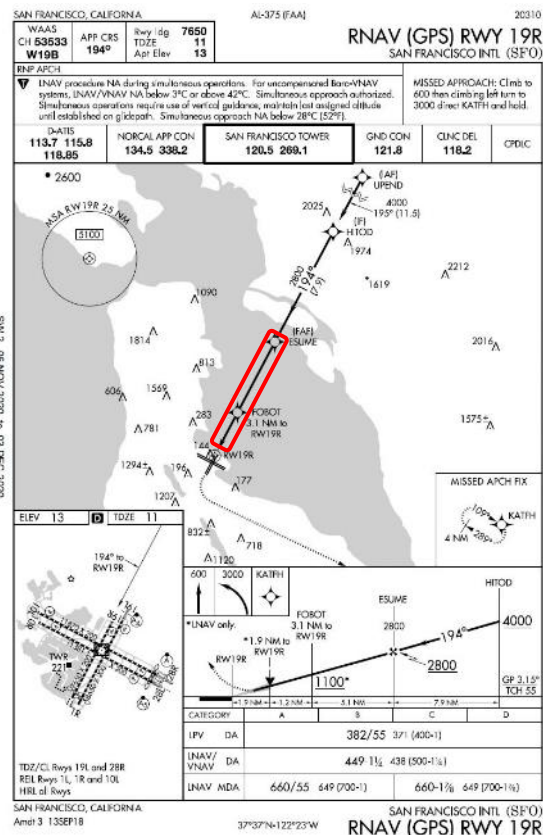 SAN FRANCISCO, CALIFORNIA
AL-375 (FAA)
20310
WAAS
CH 53533
W19B
APP CRS
194°
Rwy ldg 7650
TDZE 11
Apt Elev 13
RNAV (GPS) RWY 19R
SAN FRANCISCO INTL (SFO)
RNP APCH
LNAV procedure NA during simultaneous operations. For uncompensated Baro-VNAV
systems, LNAV/VNAV NA below 3°C or above 42°C. Simultaneous approach authorized.
Simultaneous operations require use of vertical guidance; maintain last assigned altitude
until established on glidepath. Simultaneous approach NA below 28°C (52°F).
MISSED APPROACH: Climb to
600 then climbing left turn to
3000 direct KATFH and hold.
D-ATIS
113.7 115.8
118.85
NORCAL APP CON
134.5 338.2
SAN FRANCISCO TOWER
120.5 269.1
GND CON
121.8
CLNC DEL
118.2
CPDLC
2600
MSA RW19R 25 NM
5100
(IAF)
UPEND
4000
195° (11.5)
2025
(IF)
HITOD
1974
2800
194°
(7.9)
1619
2212
1090
1814
(FAF)
ESUME
2016
813
606
1569
283
FOBOT
3.1 NM to
RW19R
1575±
781
144
RW19R
1294±
196
177
1207
MISSED APCH FIX
109°
KATFH
4 NM
289°
832±
718
1120
ELEV 13
D
TDZE 11
194° to
RW19R
TWR
221
TDZ/CL Rwys 19L and 28R
REIL Rwys 1L, 1R and 10L
HIRL all Rwys
600
3000
KATFH
*LNAV only.
*1.9 NM to
RW19R
FOBOT
3.1 NM to
RW19R
ESUME
HITOD
RW19R
2800
194°
4000
2800
1100*
GP 3.15°
TCH 55
1.9 NM
1.2 NM
5.1 NM
7.9 NM
CATEGORY A B C D
LPV DA 382/55 371 (400-1)
LNAV/
VNAV DA 449-1¼ 438 (500-1¼)
LNAV MDA 660/55 649 (700-1) 660-1⅞ 649 (700-1⅞)
SAN FRANCISCO, CALIFORNIA
Amdt 3 13SEP18
37°37'N-122°23'W
SAN FRANCISCO INTL (SFO)
RNAV (GPS) RWY 19R